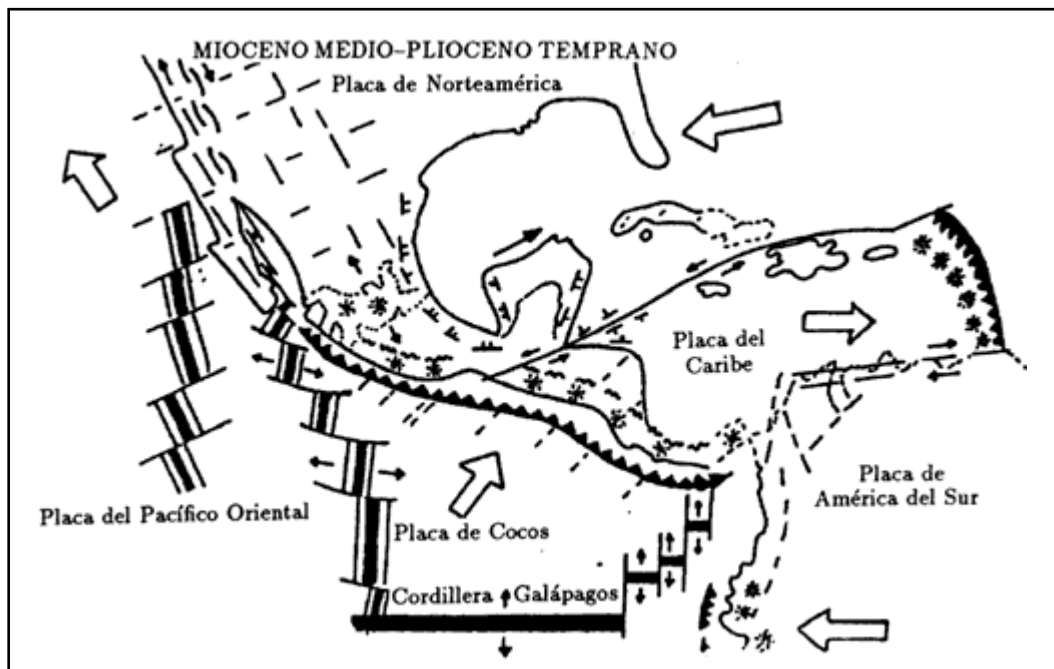 MIOCENO MEDIO–PLIOCENO TEMPRANO
Placa de Norteamérica
Placa del
Caribe
Placa de
América del Sur
Placa del Pacífico Oriental
Placa de Cocos
Cordillera Galápagos